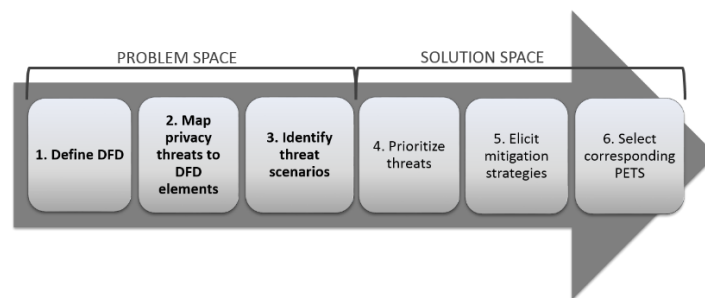 PROBLEM SPACE
SOLUTION SPACE
1. Define DFD
2. Map
privacy
threats to
DFD
elements
3. Identify
threat
scenarios
4. Prioritize
threats
5. Elicit
mitigation
strategies
6. Select
corresponding
PETS